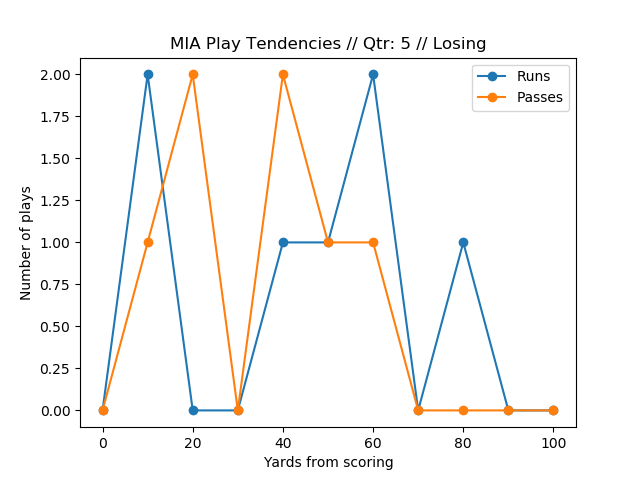 MIA Play Tendencies // Qtr: 5 // Losing
Runs
Passes
2.00
1.75
1.50
1.25
1.00
0.75
0.50
0.25
0.00
Number of plays
0 20 40 60 80 100
Yards from scoring